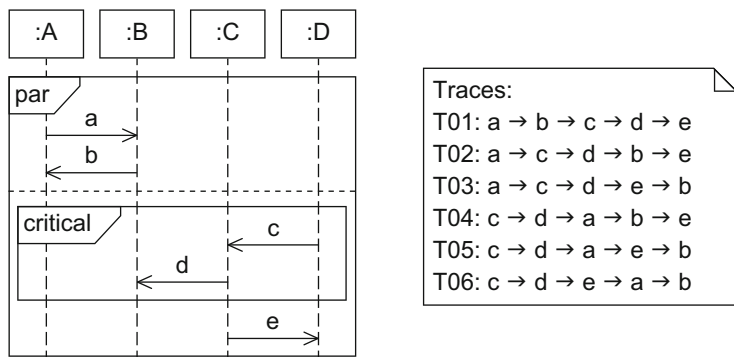 :A :B :C :D
par
a
b
critical
c
d
e
Traces:
T01: a → b → c → d → e
T02: a → c → d → b → e
T03: a → c → d → e → b
T04: c → d → a → b → e
T05: c → d → a → e → b
T06: c → d → e → a → b